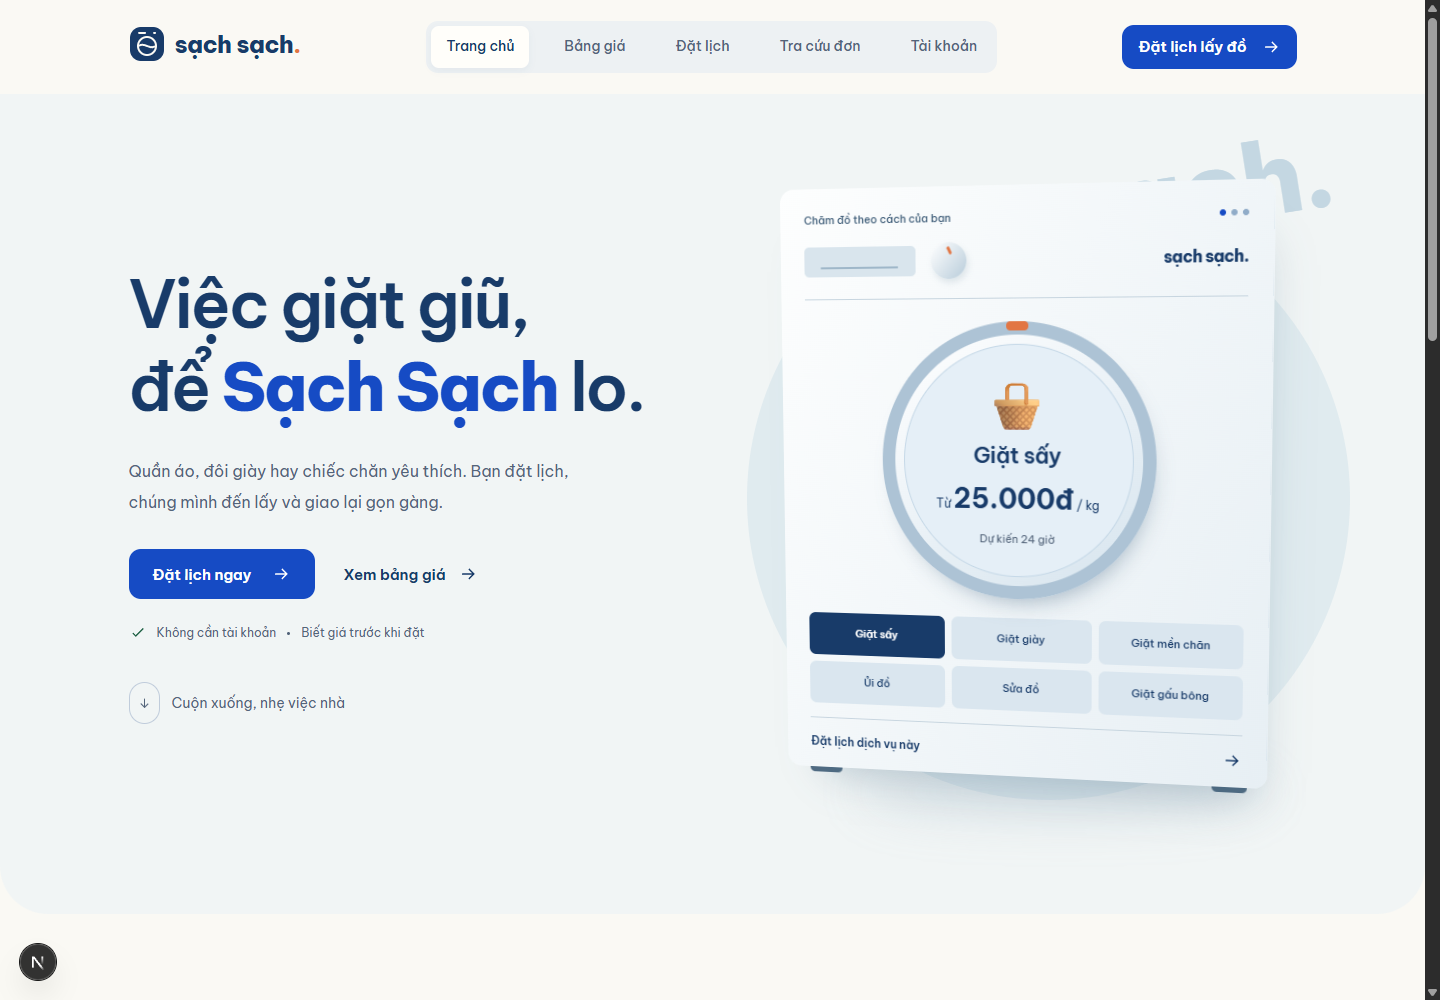 sạch sạch.
Trang chủ
Bảng giá
Đặt lịch
Tra cứu đơn
Tài khoản
Đặt lịch lấy đồ
Việc giặt giũ,
để Sạch Sạch lo.
Quần áo, đôi giày hay chiếc chăn yêu thích. Bạn đặt lịch,
chúng mình đến lấy và giao lại gọn gàng.
Đặt lịch ngay
Xem bảng giá
Không cần tài khoản • Biết giá trước khi đặt
Cuộn xuống, nhẹ việc nhà
Chăm đồ theo cách của bạn
sạch sạch.
Giặt sấy
Từ 25.000đ / kg
Dự kiến 24 giờ
Giặt sấy
Giặt giày
Giặt mền chăn
Ủi đồ
Sửa đồ
Giặt gấu bông
Đặt lịch dịch vụ này
N